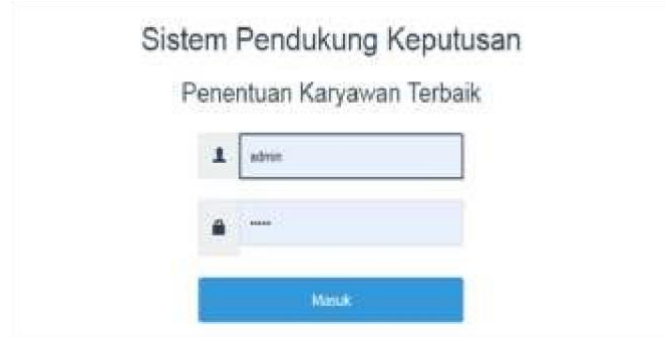 Sistem Pendukung Keputusan
Penentuan Karyawan Terbaik
admin
•••••
Masuk